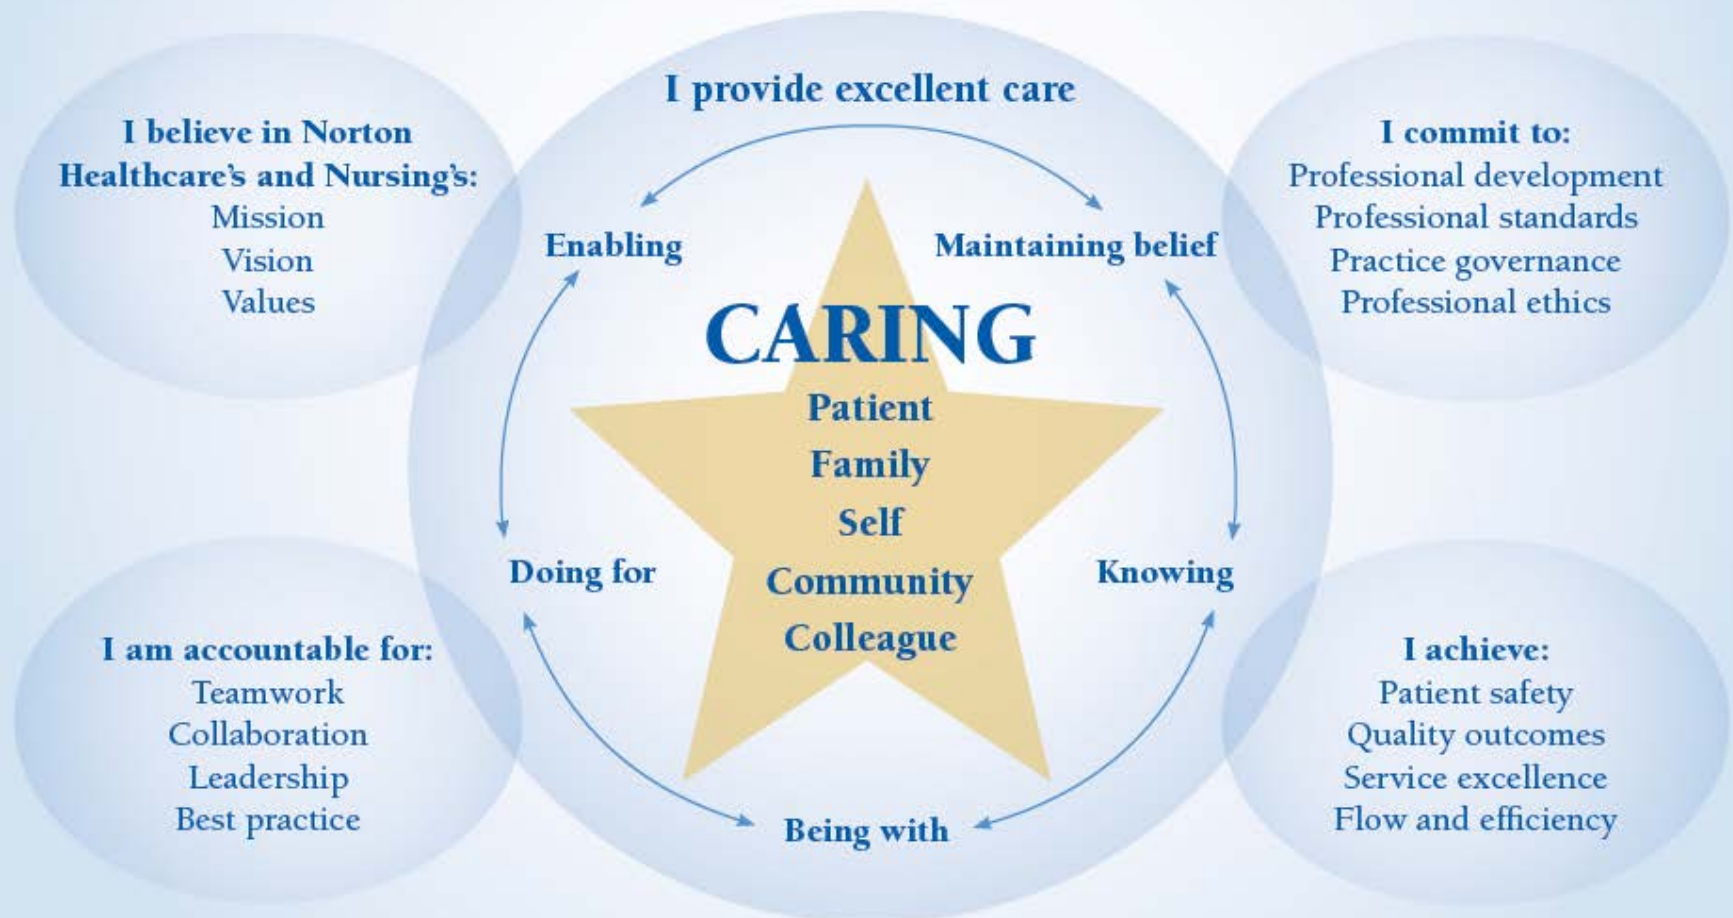 I provide excellent care
I believe in Norton
Healthcare's and Nursing's:
Mission
Vision
Values
I commit to:
Professional development
Professional standards
Practice governance
Professional ethics
Enabling
Maintaining belief
CARING
Patient
Family
Self
Community
Colleague
Doing for
Knowing
Being with
I am accountable for:
Teamwork
Collaboration
Leadership
Best practice
I achieve:
Patient safety
Quality outcomes
Service excellence
Flow and efficiency